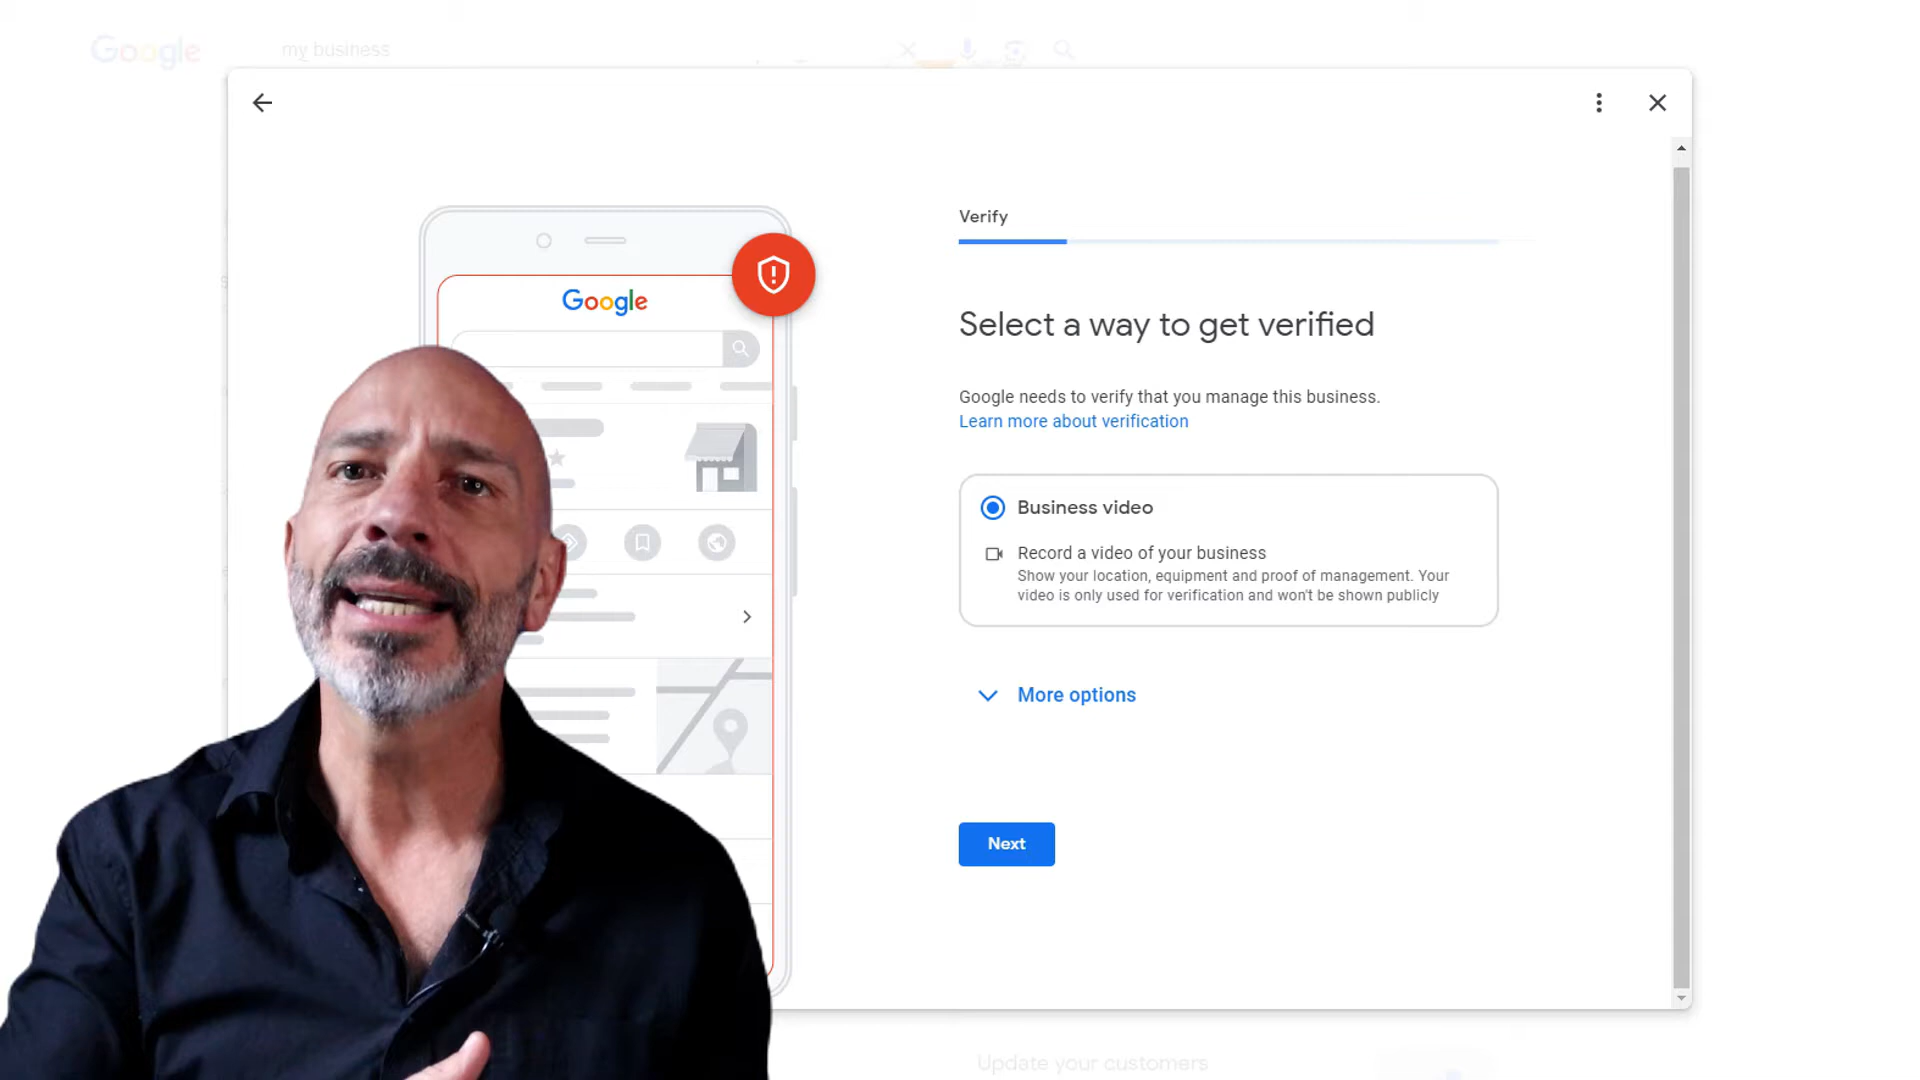 Google
my business
Verify
Google
Select a way to get verified
Google needs to verify that you manage this business.
Learn more about verification
Business video
Record a video of your business
Show your location, equipment and proof of management. Your
video is only used for verification and won't be shown publicly
More options
Next
Update your customers